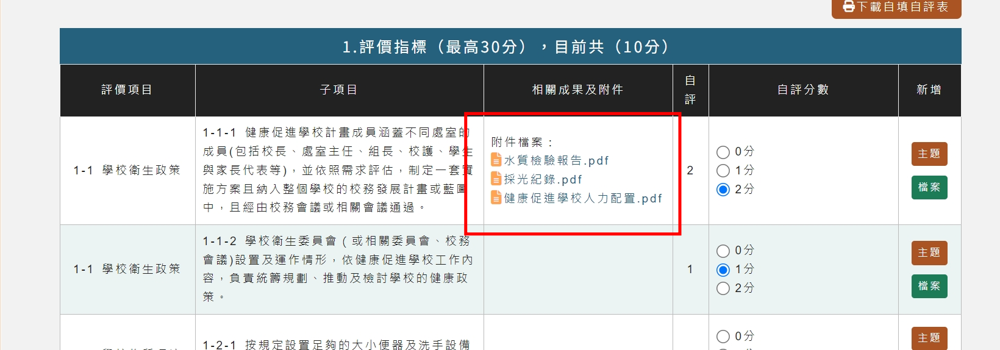 下載自填自評表
1.評價指標（最高30分），目前共（10分）
評價項目
子項目
相關成果及附件
自
評
自評分數
新增
1-1 學校衛生政策
1-1-1 健康促進學校計畫成員涵蓋不同處室的
成員(包括校長、處室主任、組長、校護、學生
與家長代表等)，並依照需求評估，制定一套實
施方案且納入整個學校的校務發展計畫或藍圖
中，且經由校務會議或相關會議通過。
附件檔案：
水質檢驗報告.pdf
採光紀錄.pdf
健康促進學校人力配置.pdf
2
0分
1分
2分
主題
檔案
1-1 學校衛生政策
1-1-2 學校衛生委員會（或相關委員會、校務
會議)設置及運作情形，依健康促進學校工作內
容，負責統籌規劃、推動及檢討學校的健康政
策。
1
0分
1分
2分
主題
檔案
1-2-1 按規定設置足夠的大小便器及洗手設備
0分
主題